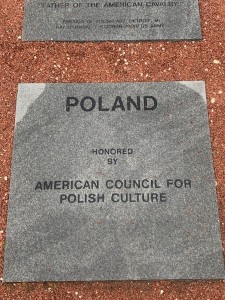 "FATHER OF THE AMERICAN CAVALRY"
POLAND
HONORED
BY
AMERICAN COUNCIL FOR
POLISH CULTURE